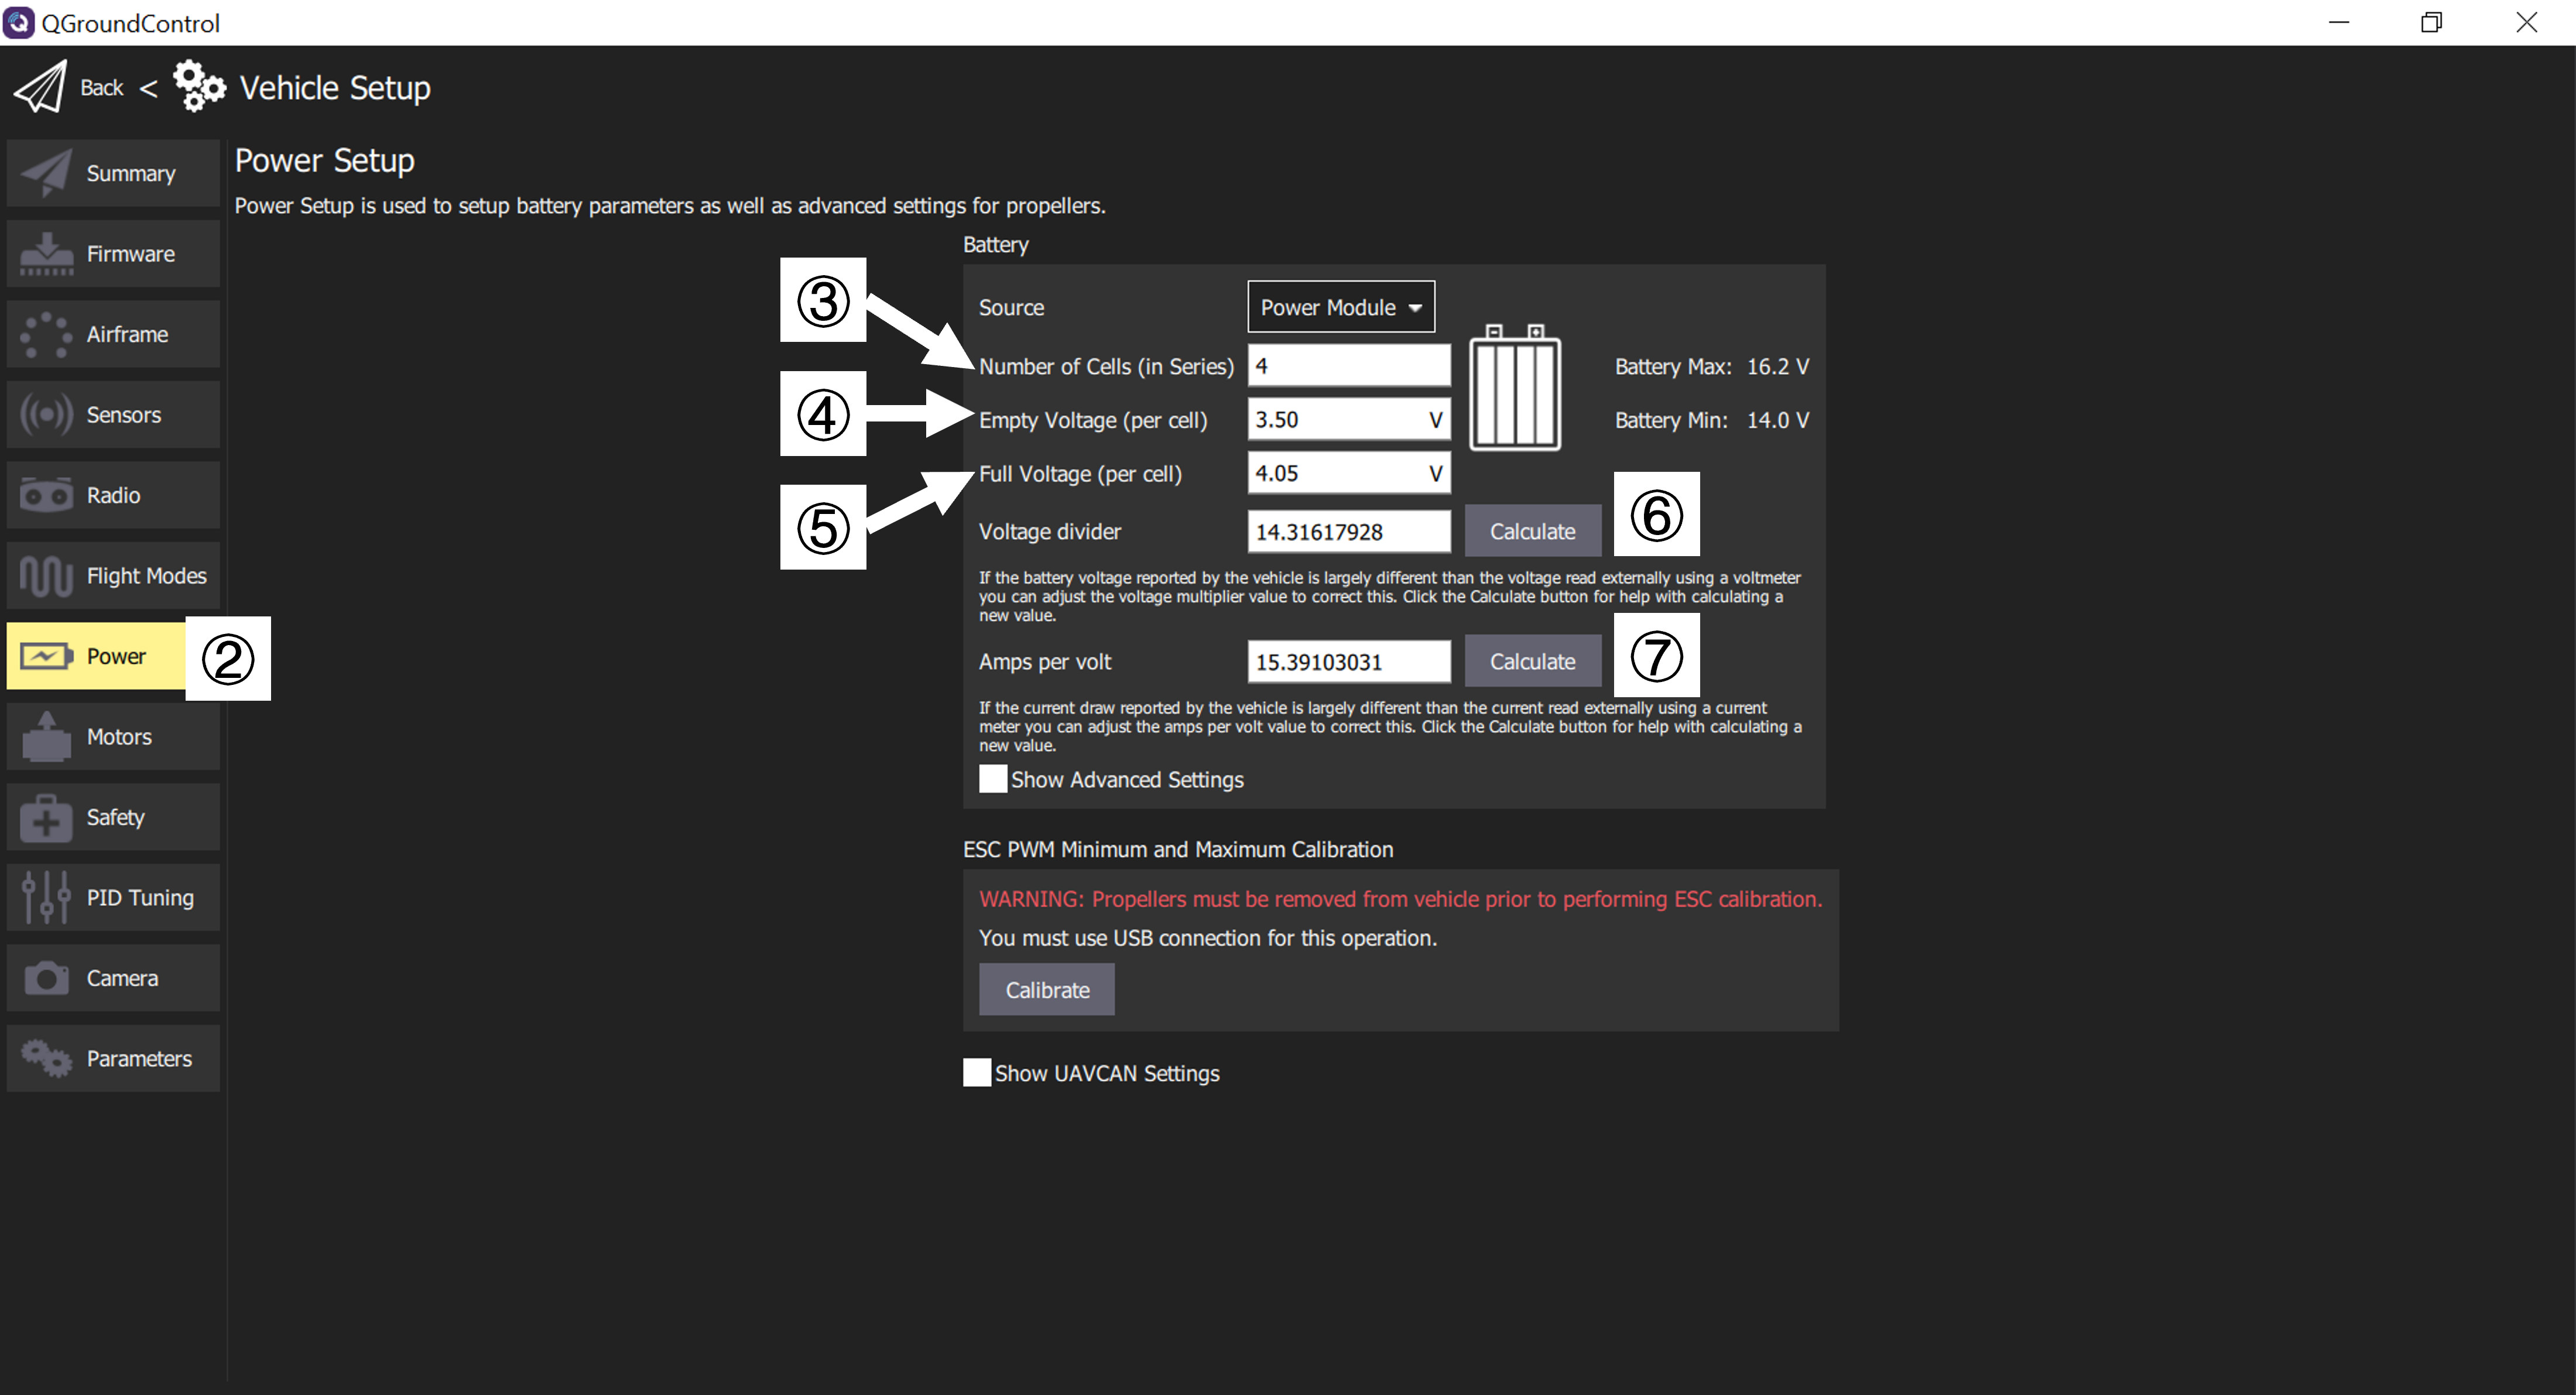 QGroundControl
Back < Vehicle Setup
Summary
Firmware
Airframe
Sensors
Radio
Flight Modes
Power ②
Motors
Safety
PID Tuning
Camera
Parameters
Power Setup
Power Setup is used to setup battery parameters as well as advanced settings for propellers.
Battery
Source Power Module
③ Number of Cells (in Series) 4 Battery Max: 16.2 V
④ Empty Voltage (per cell) 3.50 V Battery Min: 14.0 V
⑤ Full Voltage (per cell) 4.05 V
Voltage divider 14.31617928 Calculate ⑥
If the battery voltage reported by the vehicle is largely different than the voltage read externally using a voltmeter
you can adjust the voltage multiplier value to correct this. Click the Calculate button for help with calculating a
new value.
Amps per volt 15.39103031 Calculate ⑦
If the current draw reported by the vehicle is largely different than the current read externally using a current
meter you can adjust the amps per volt value to correct this. Click the Calculate button for help with calculating a
new value.
Show Advanced Settings
ESC PWM Minimum and Maximum Calibration
WARNING: Propellers must be removed from vehicle prior to performing ESC calibration.
You must use USB connection for this operation.
Calibrate
Show UAVCAN Settings